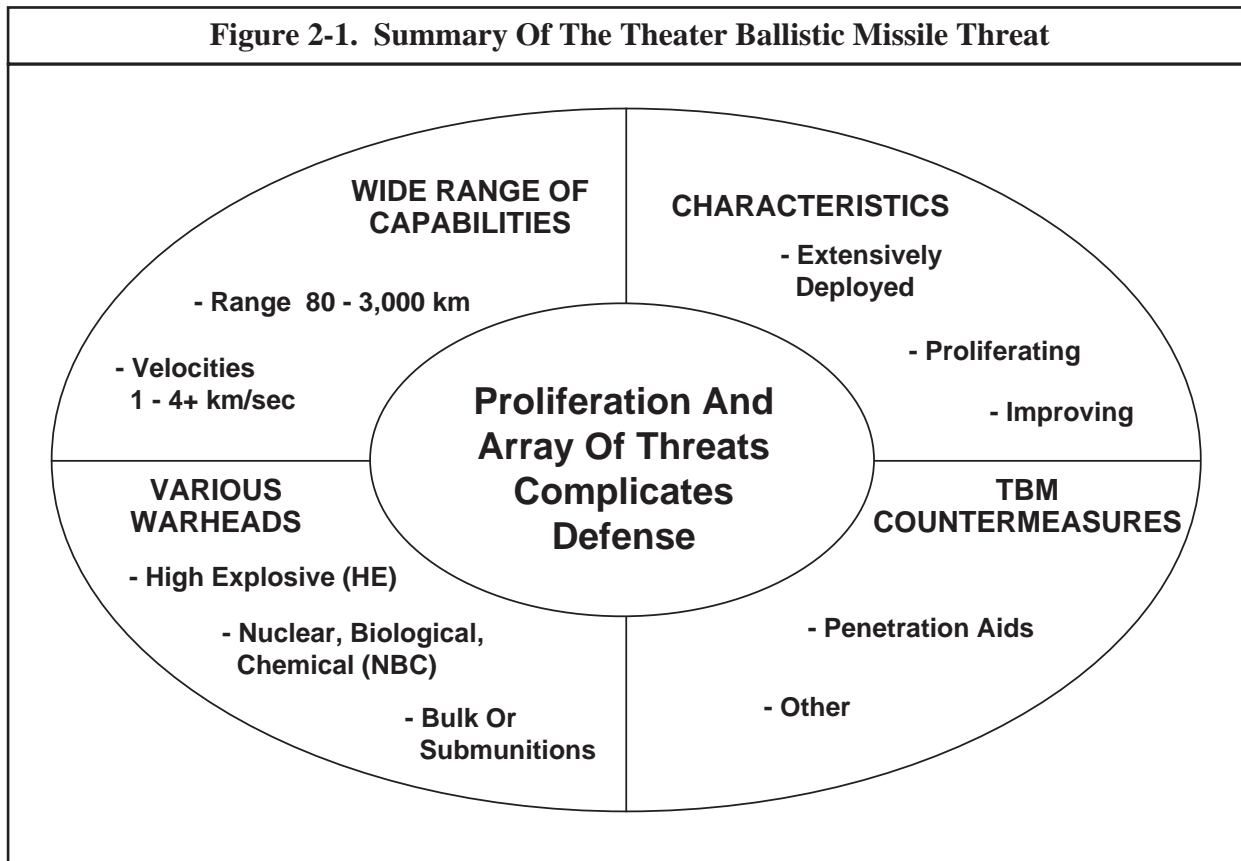 Figure 2-1. Summary Of The Theater Ballistic Missile Threat
WIDE RANGE OF
CAPABILITIES
- Range 80 - 3,000 km
- Velocities
1 - 4+ km/sec
CHARACTERISTICS
- Extensively
Deployed
- Proliferating
- Improving
Proliferation And
Array Of Threats
Complicates
Defense
VARIOUS
WARHEADS
- High Explosive (HE)
- Nuclear, Biological,
Chemical (NBC)
- Bulk Or
Submunitions
TBM
COUNTERMEASURES
- Penetration Aids
- Other